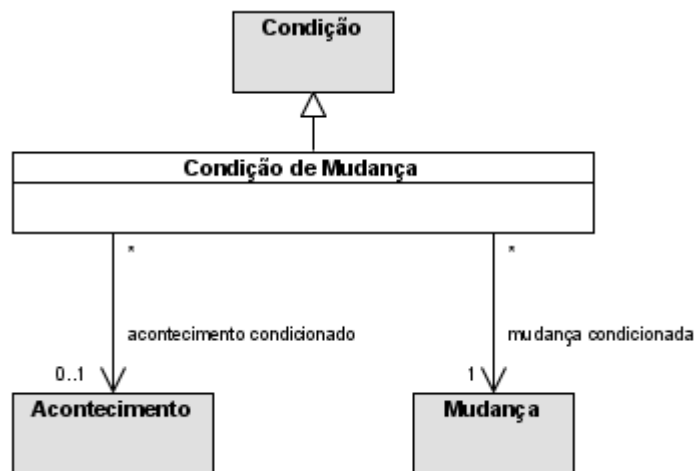 Condição
Condição de Mudança
* *
acontecimento condicionado mudança condicionada
0..1 1
Acontecimento Mudança